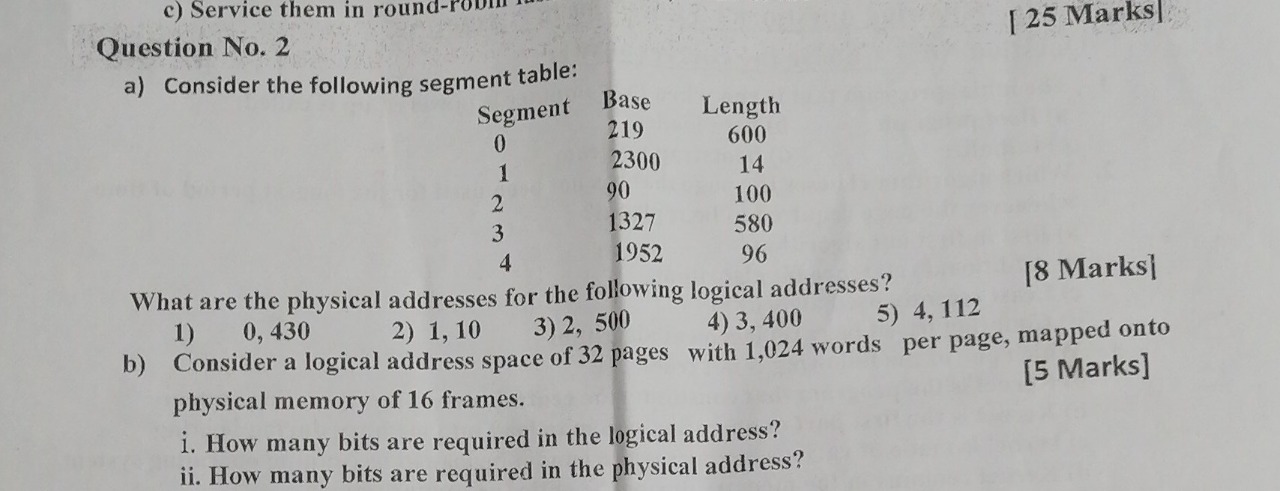 c) Service them in round-robin
[ 25 Marks]
Question No. 2
a) Consider the following segment table:
Segment Base Length
0 219 600
1 2300 14
2 90 100
3 1327 580
4 1952 96
[8 Marks]
What are the physical addresses for the following logical addresses?
1) 0, 430 2) 1, 10 3) 2, 500 4) 3, 400 5) 4, 112
b) Consider a logical address space of 32 pages with 1,024 words per page, mapped onto
physical memory of 16 frames. [5 Marks]
i. How many bits are required in the logical address?
ii. How many bits are required in the physical address?